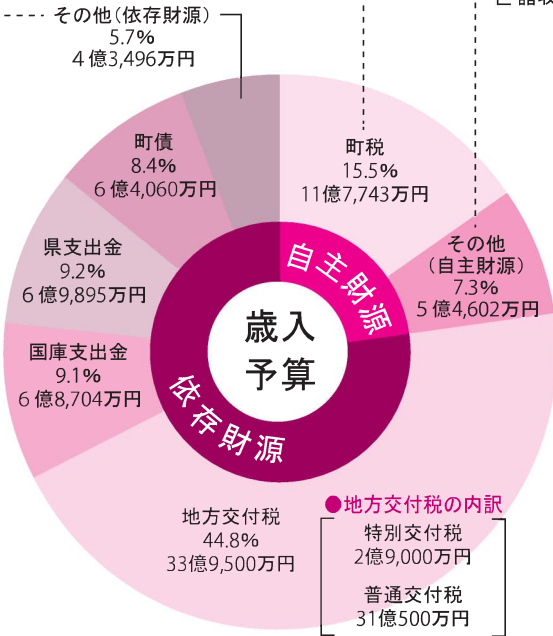 その他(依存財源)
5.7%
4億3,496万円
町債
8.4%
6億4,060万円
町税
15.5%
11億7,743万円
県支出金
9.2%
6億9,895万円
その他
(自主財源)
7.3%
5億4,602万円
自主財源
歳入
予算
国庫支出金
9.1%
6億8,704万円
依存財源
地方交付税
44.8%
33億9,500万円
●地方交付税の内訳
特別交付税
2億9,000万円
普通交付税
31億500万円